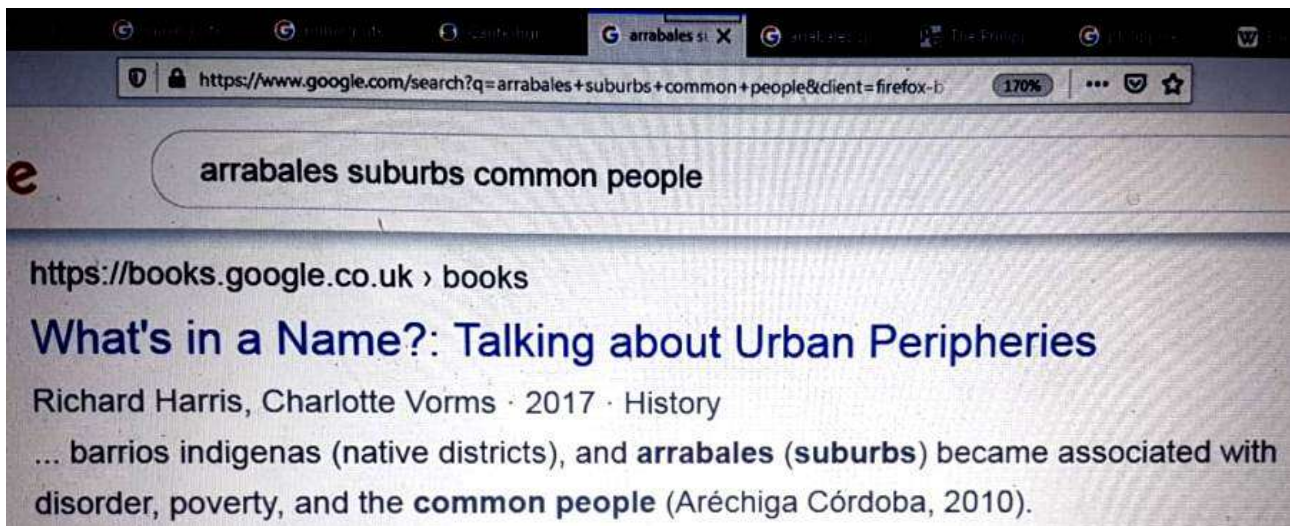 arrabales s
https://www.google.com/search?q=arrabales+suburbs+common+people&client=firefox-b
170%
e
arrabales suburbs common people
https://books.google.co.uk › books
What's in a Name?: Talking about Urban Peripheries
Richard Harris, Charlotte Vorms · 2017 · History
... barrios indigenas (native districts), and arrabales (suburbs) became associated with
disorder, poverty, and the common people (Aréchiga Córdoba, 2010).